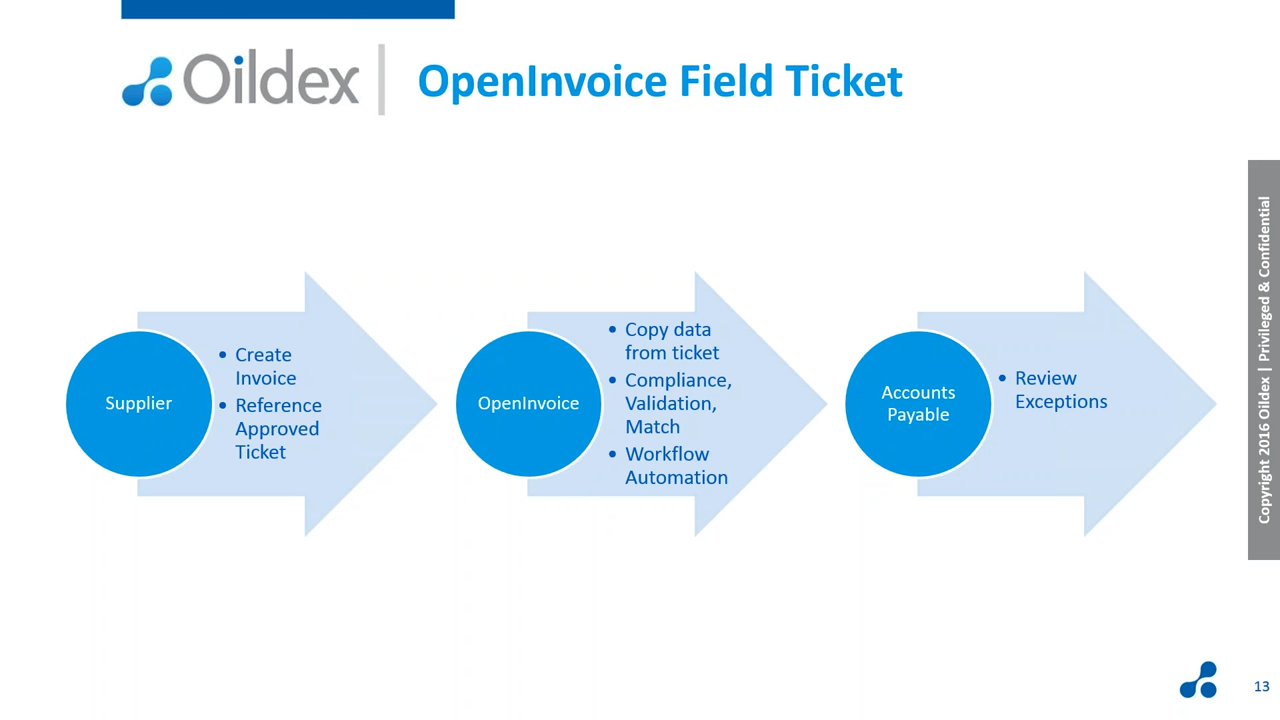 Oildex
OpenInvoice Field Ticket
Supplier
• Create
Invoice
• Reference
Approved
Ticket
OpenInvoice
• Copy data
from ticket
• Compliance,
Validation,
Match
• Workflow
Automation
Accounts
Payable
• Review
Exceptions
Copyright 2016 Oildex | Privileged & Confidential
13